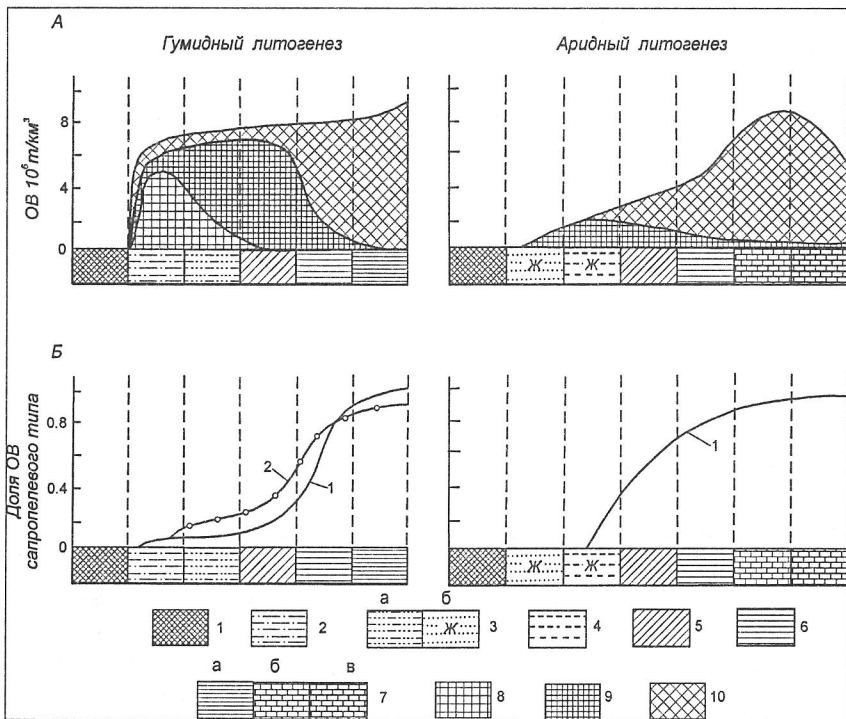 А
Гумидный литогенез
Аридный литогенез
8
4
0
ОВ 10⁶ т/км³
Ж
Ж
Б
0.8
0.4
0
Доля ОВ
сапропелевого типа
2
1
1
Ж
Ж
а б
1 2 Ж 3 4 5 6
а б в
7 8 9 10